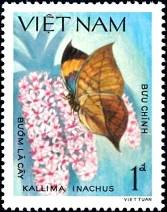 VIỆT NAM
BƯU CHÍNH
BƯỚM LÁ CÂY
KALLIMA INACHUS
1đ
VIET TUAN